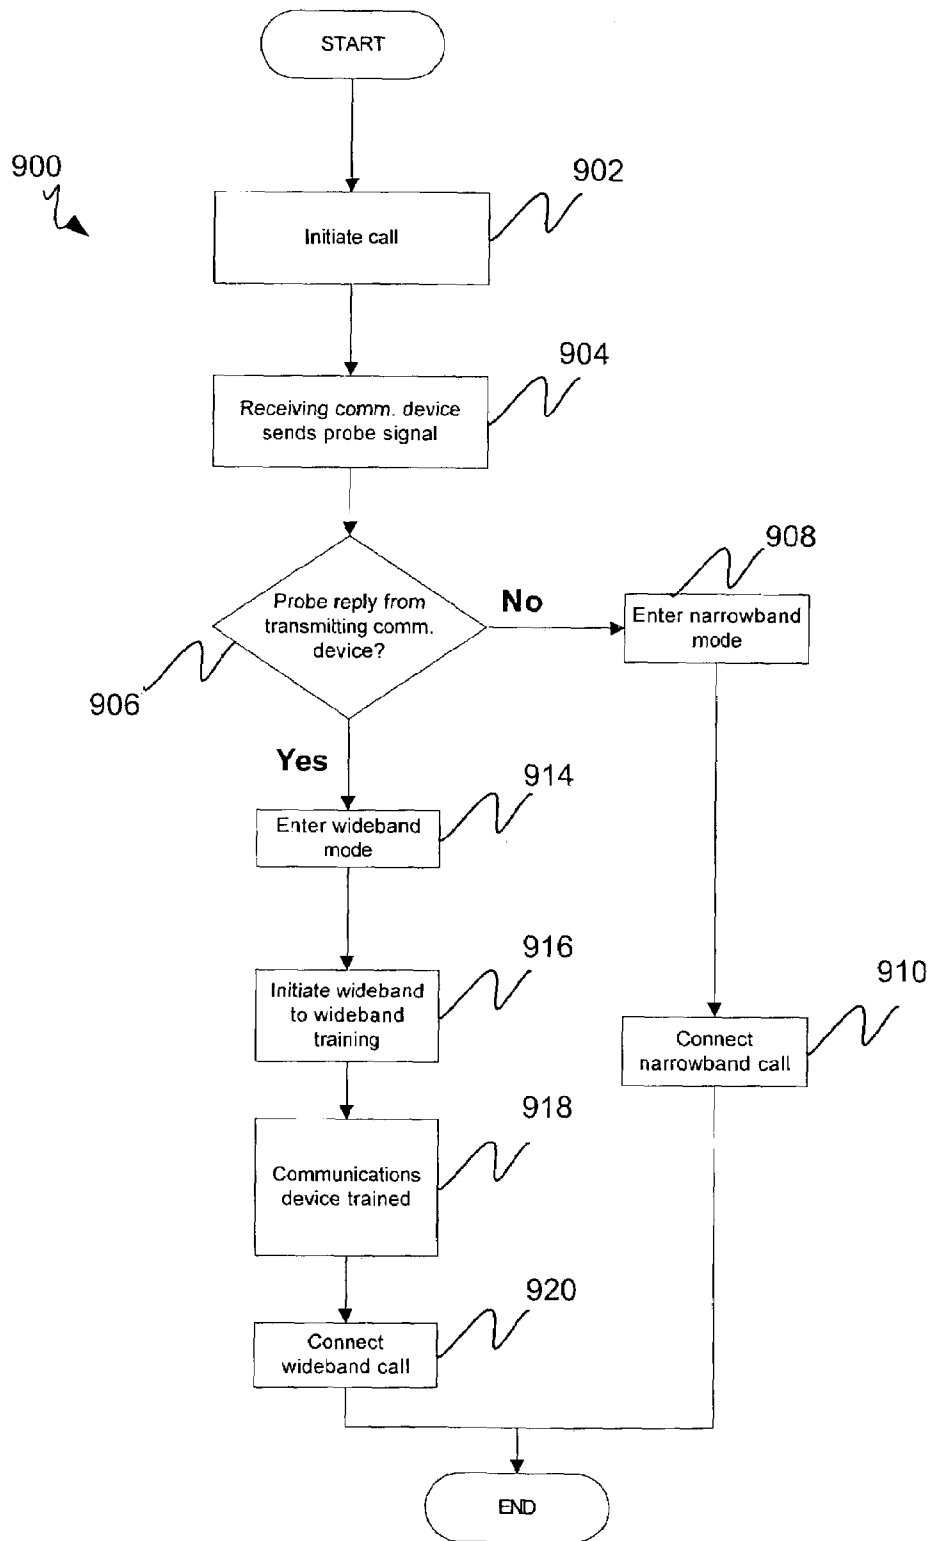 START
900
902
Initiate call
904
Receiving comm. device
sends probe signal
908
Probe reply from
transmitting comm.
device?
No
Enter narrowband
mode
906
Yes
914
Enter wideband
mode
916
Initiate wideband
to wideband
training
910
Connect
narrowband call
918
Communications
device trained
920
Connect
wideband call
END